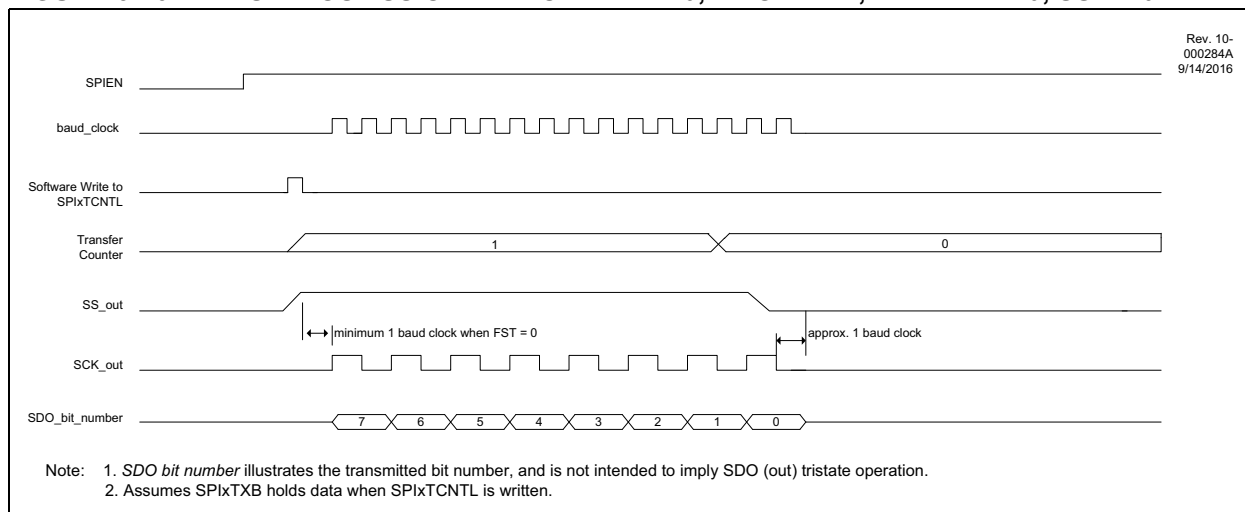 Rev. 10-
000284A
9/14/2016
SPIEN
baud_clock
Software Write to
SPIxTCNTL
Transfer
Counter
1
0
SS_out
minimum 1 baud clock when FST = 0
approx. 1 baud clock
SCK_out
SDO_bit_number
7 6 5 4 3 2 1 0
Note: 1. SDO bit number illustrates the transmitted bit number, and is not intended to imply SDO (out) tristate operation.
2. Assumes SPIxTXB holds data when SPIxTCNTL is written.